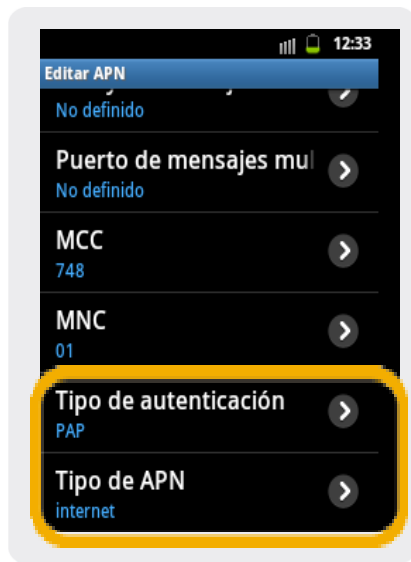 12:33
Editar APN
No definido
Puerto de mensajes mul
No definido
MCC
748
MNC
01
Tipo de autenticación
PAP
Tipo de APN
internet